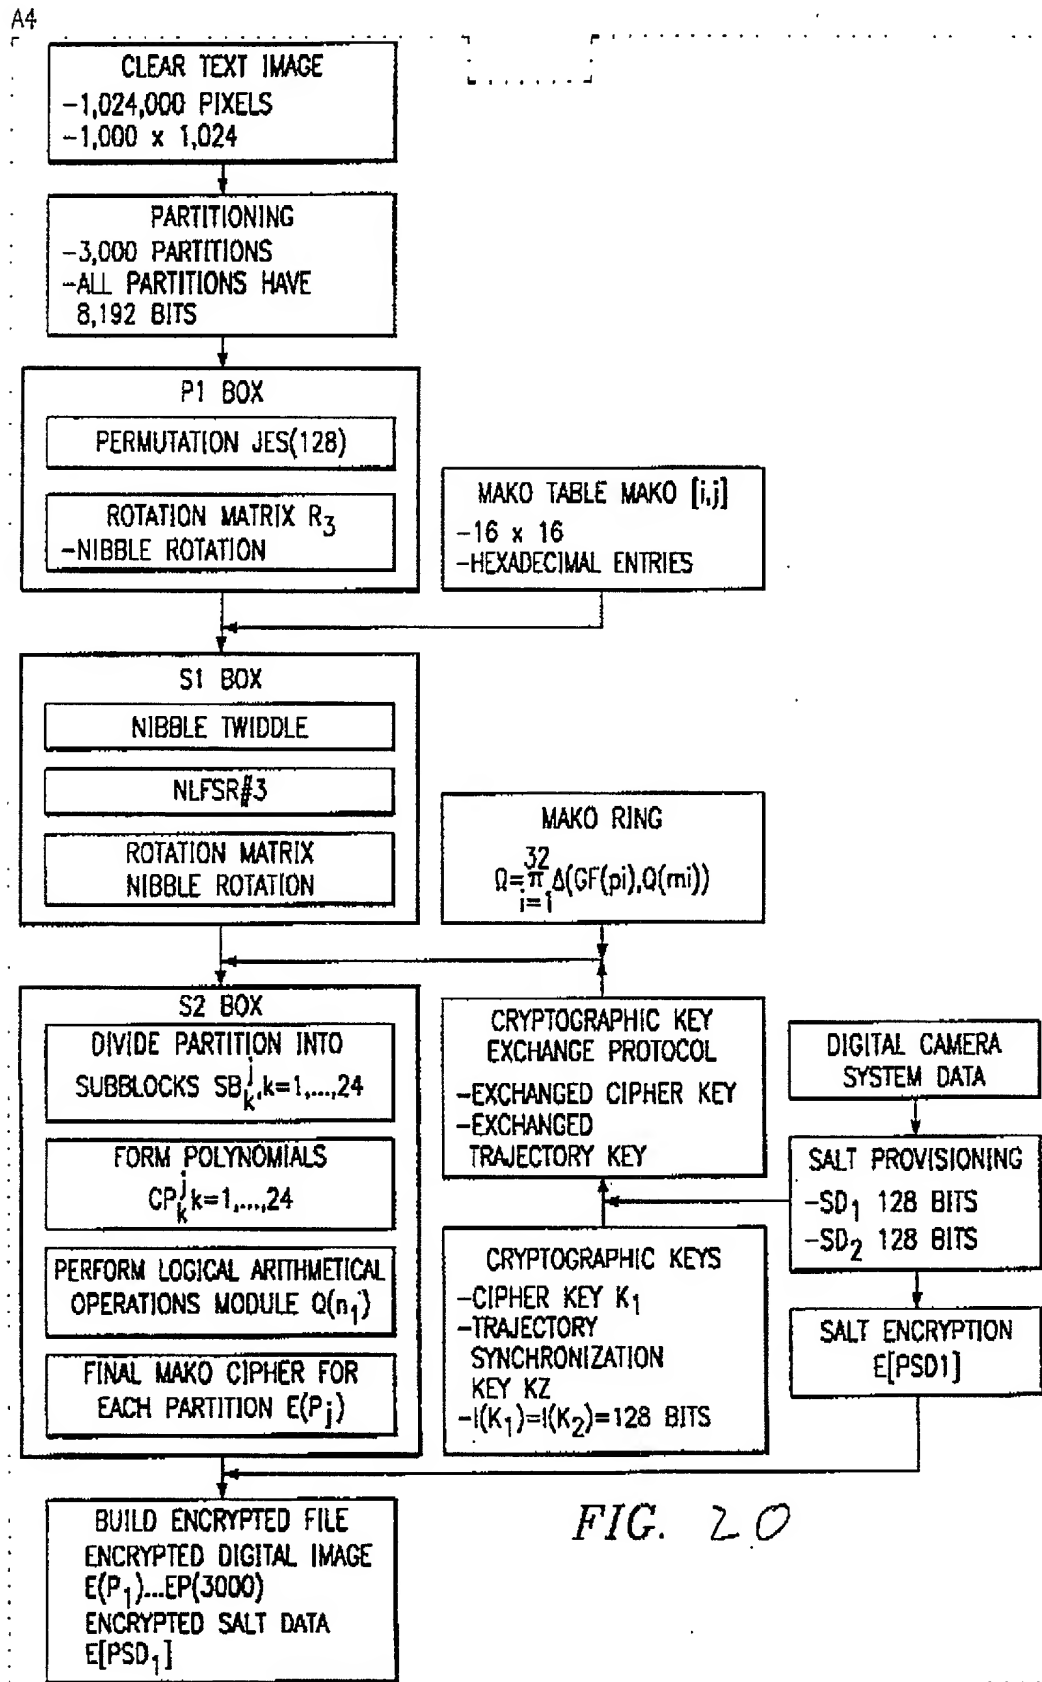 A4
CLEAR TEXT IMAGE
-1,024,000 PIXELS
-1,000 x 1,024
PARTITIONING
-3,000 PARTITIONS
-ALL PARTITIONS HAVE
8,192 BITS
P1 BOX
PERMUTATION JES(128)
ROTATION MATRIX R3
-NIBBLE ROTATION
MAKO TABLE MAKO [i,j]
-16 x 16
-HEXADECIMAL ENTRIES
S1 BOX
NIBBLE TWIDDLE
NLFSR#3
ROTATION MATRIX
NIBBLE ROTATION
MAKO RING
32
Ω=π Δ(GF(pi),Q(mi))
i=1
S2 BOX
DIVIDE PARTITION INTO
SUBBLOCKS SB_k^j,k=1,...,24
FORM POLYNOMIALS
CP_k^j k=1,...,24
PERFORM LOGICAL ARITHMETICAL
OPERATIONS MODULE Q(n1)
FINAL MAKO CIPHER FOR
EACH PARTITION E(Pj)
CRYPTOGRAPHIC KEY
EXCHANGE PROTOCOL
-EXCHANGED CIPHER KEY
-EXCHANGED
TRAJECTORY KEY
DIGITAL CAMERA
SYSTEM DATA
SALT PROVISIONING
-SD1 128 BITS
-SD2 128 BITS
CRYPTOGRAPHIC KEYS
-CIPHER KEY K1
-TRAJECTORY
SYNCHRONIZATION
KEY KZ
-l(K1)=l(K2)=128 BITS
SALT ENCRYPTION
E[PSD1]
BUILD ENCRYPTED FILE
ENCRYPTED DIGITAL IMAGE
E(P1)...EP(3000)
ENCRYPTED SALT DATA
E[PSD1]
FIG. 20